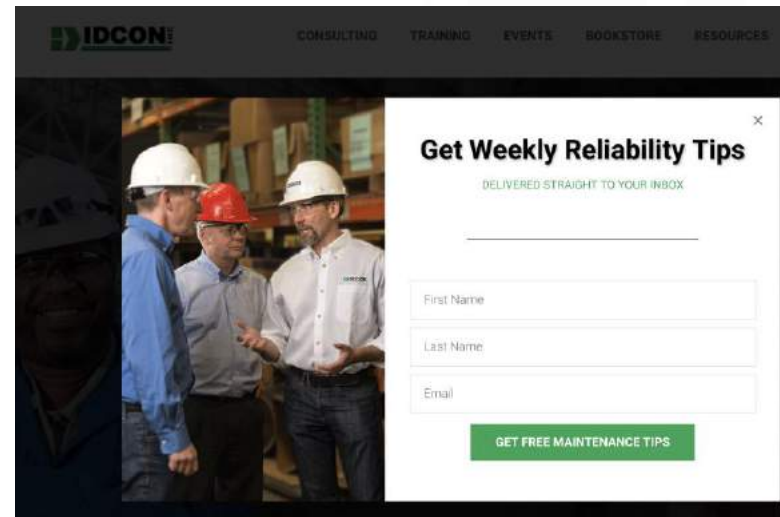 IDCON
CONSULTING
TRAINING
EVENTS
BOOKSTORE
RESOURCES
×
Get Weekly Reliability Tips
DELIVERED STRAIGHT TO YOUR INBOX
First Name
Last Name
Email
GET FREE MAINTENANCE TIPS